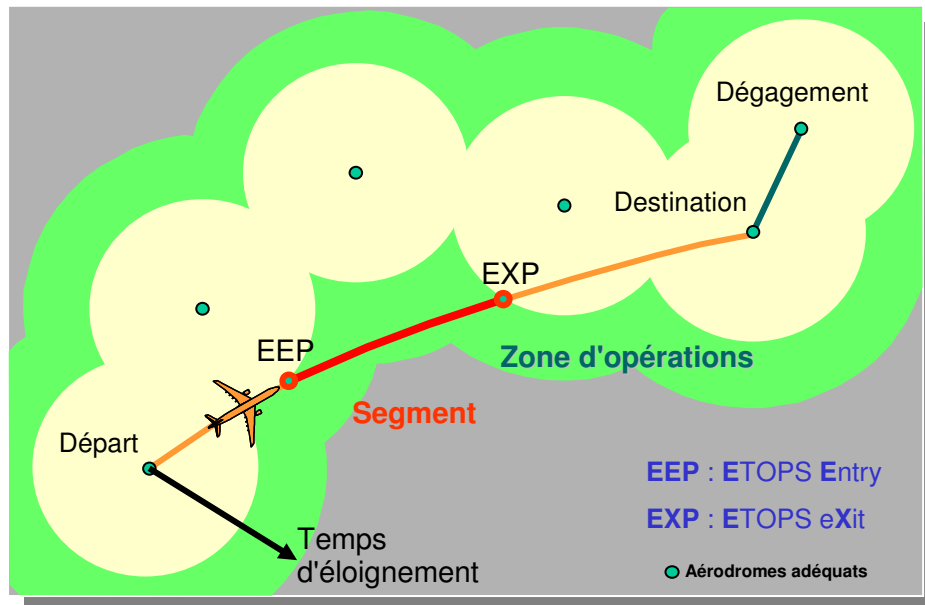 Dégagement
Destination
EXP
EEP
Zone d'opérations
Segment
Départ
EEP : ETOPS Entry
EXP : ETOPS eXit
Temps
d'éloignement
Aérodromes adéquats